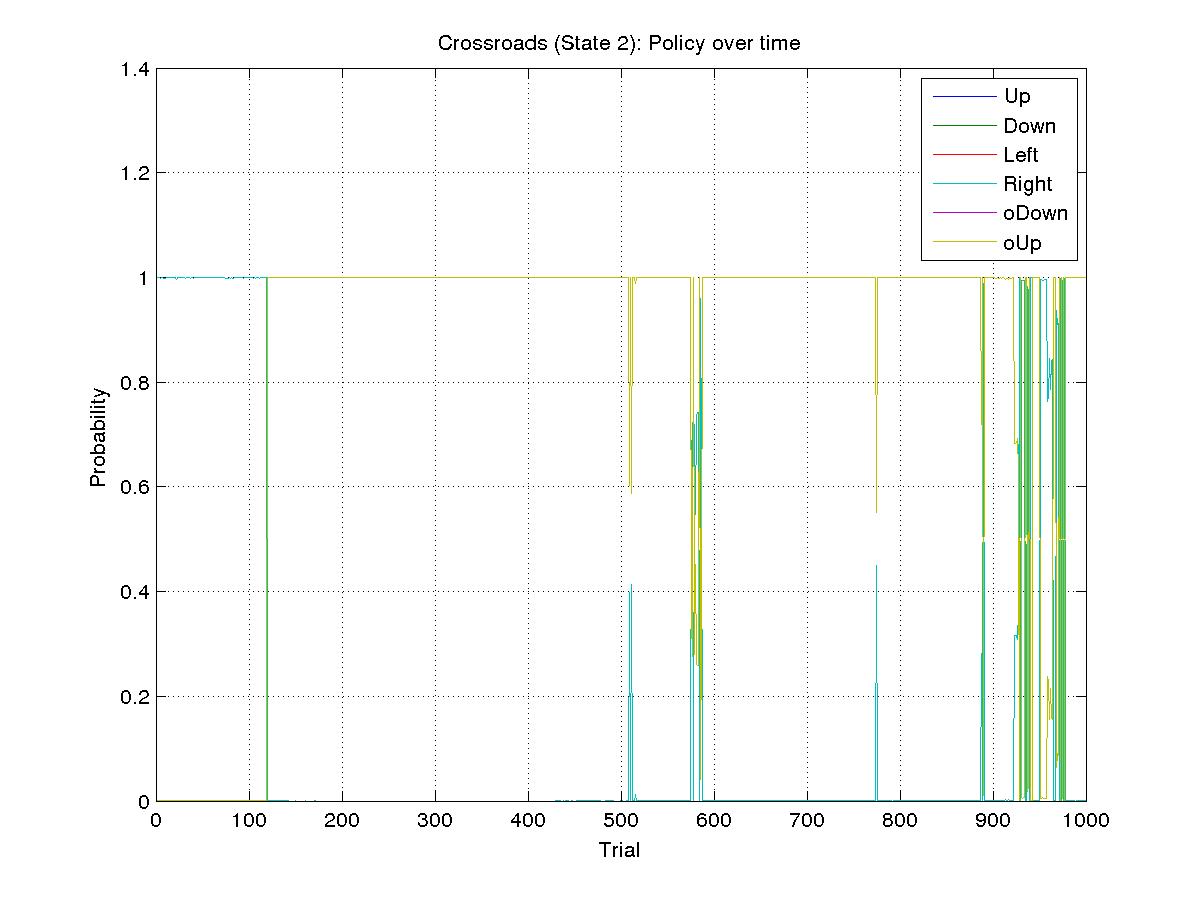 Crossroads (State 2): Policy over time
1.4
1.2
1
0.8
0.6
0.4
0.2
0
Probability
Up
Down
Left
Right
oDown
oUp
0 100 200 300 400 500 600 700 800 900 1000
Trial